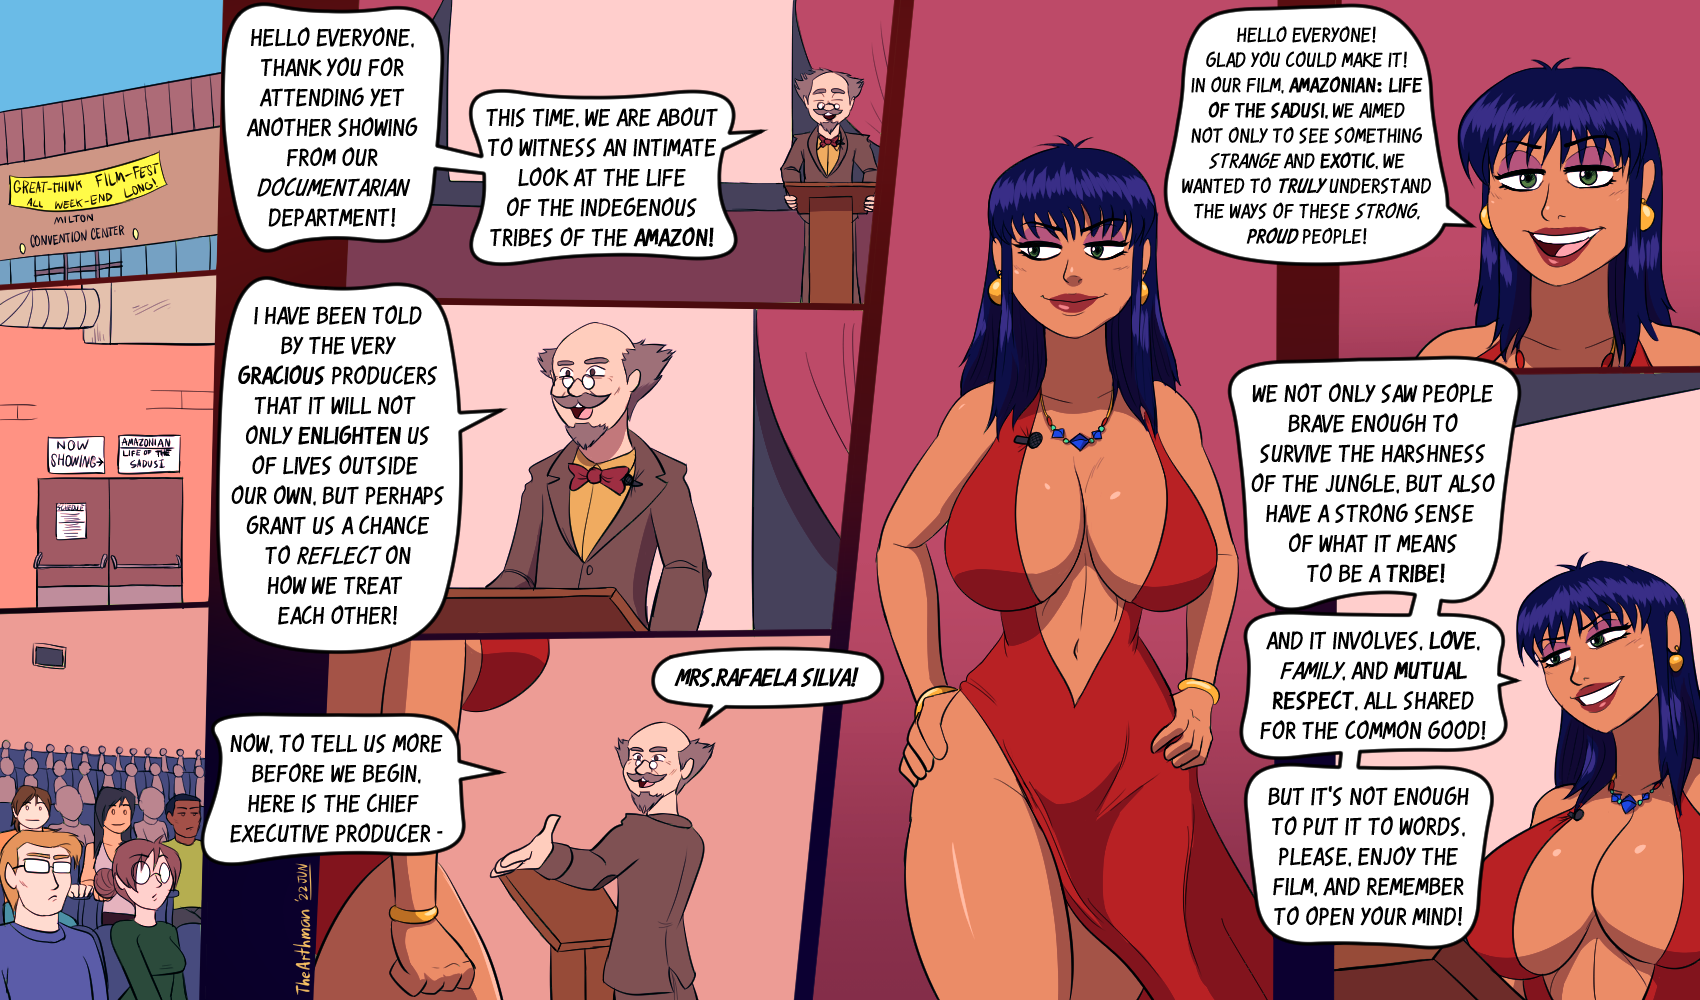 GREAT-THINK FILM-FEST
ALL WEEK-END LONG!
MILTON
CONVENTION CENTER
NOW
SHOWING→
AMAZONIAN
LIFE OF THE
SADUSI
SCHEDULE
HELLO EVERYONE,
THANK YOU FOR
ATTENDING YET
ANOTHER SHOWING
FROM OUR
DOCUMENTARIAN
DEPARTMENT!
THIS TIME, WE ARE ABOUT
TO WITNESS AN INTIMATE
LOOK AT THE LIFE
OF THE INDEGENOUS
TRIBES OF THE AMAZON!
I HAVE BEEN TOLD
BY THE VERY
GRACIOUS PRODUCERS
THAT IT WILL NOT
ONLY ENLIGHTEN US
OF LIVES OUTSIDE
OUR OWN, BUT PERHAPS
GRANT US A CHANCE
TO REFLECT ON
HOW WE TREAT
EACH OTHER!
NOW, TO TELL US MORE
BEFORE WE BEGIN,
HERE IS THE CHIEF
EXECUTIVE PRODUCER -
MRS.RAFAELA SILVA!
TheArthman '22 JUN
HELLO EVERYONE!
GLAD YOU COULD MAKE IT!
IN OUR FILM, AMAZONIAN: LIFE
OF THE SADUSI, WE AIMED
NOT ONLY TO SEE SOMETHING
STRANGE AND EXOTIC, WE
WANTED TO TRULY UNDERSTAND
THE WAYS OF THESE STRONG,
PROUD PEOPLE!
WE NOT ONLY SAW PEOPLE
BRAVE ENOUGH TO
SURVIVE THE HARSHNESS
OF THE JUNGLE, BUT ALSO
HAVE A STRONG SENSE
OF WHAT IT MEANS
TO BE A TRIBE!
AND IT INVOLVES, LOVE,
FAMILY, AND MUTUAL
RESPECT, ALL SHARED
FOR THE COMMON GOOD!
BUT IT'S NOT ENOUGH
TO PUT IT TO WORDS,
PLEASE, ENJOY THE
FILM, AND REMEMBER
TO OPEN YOUR MIND!